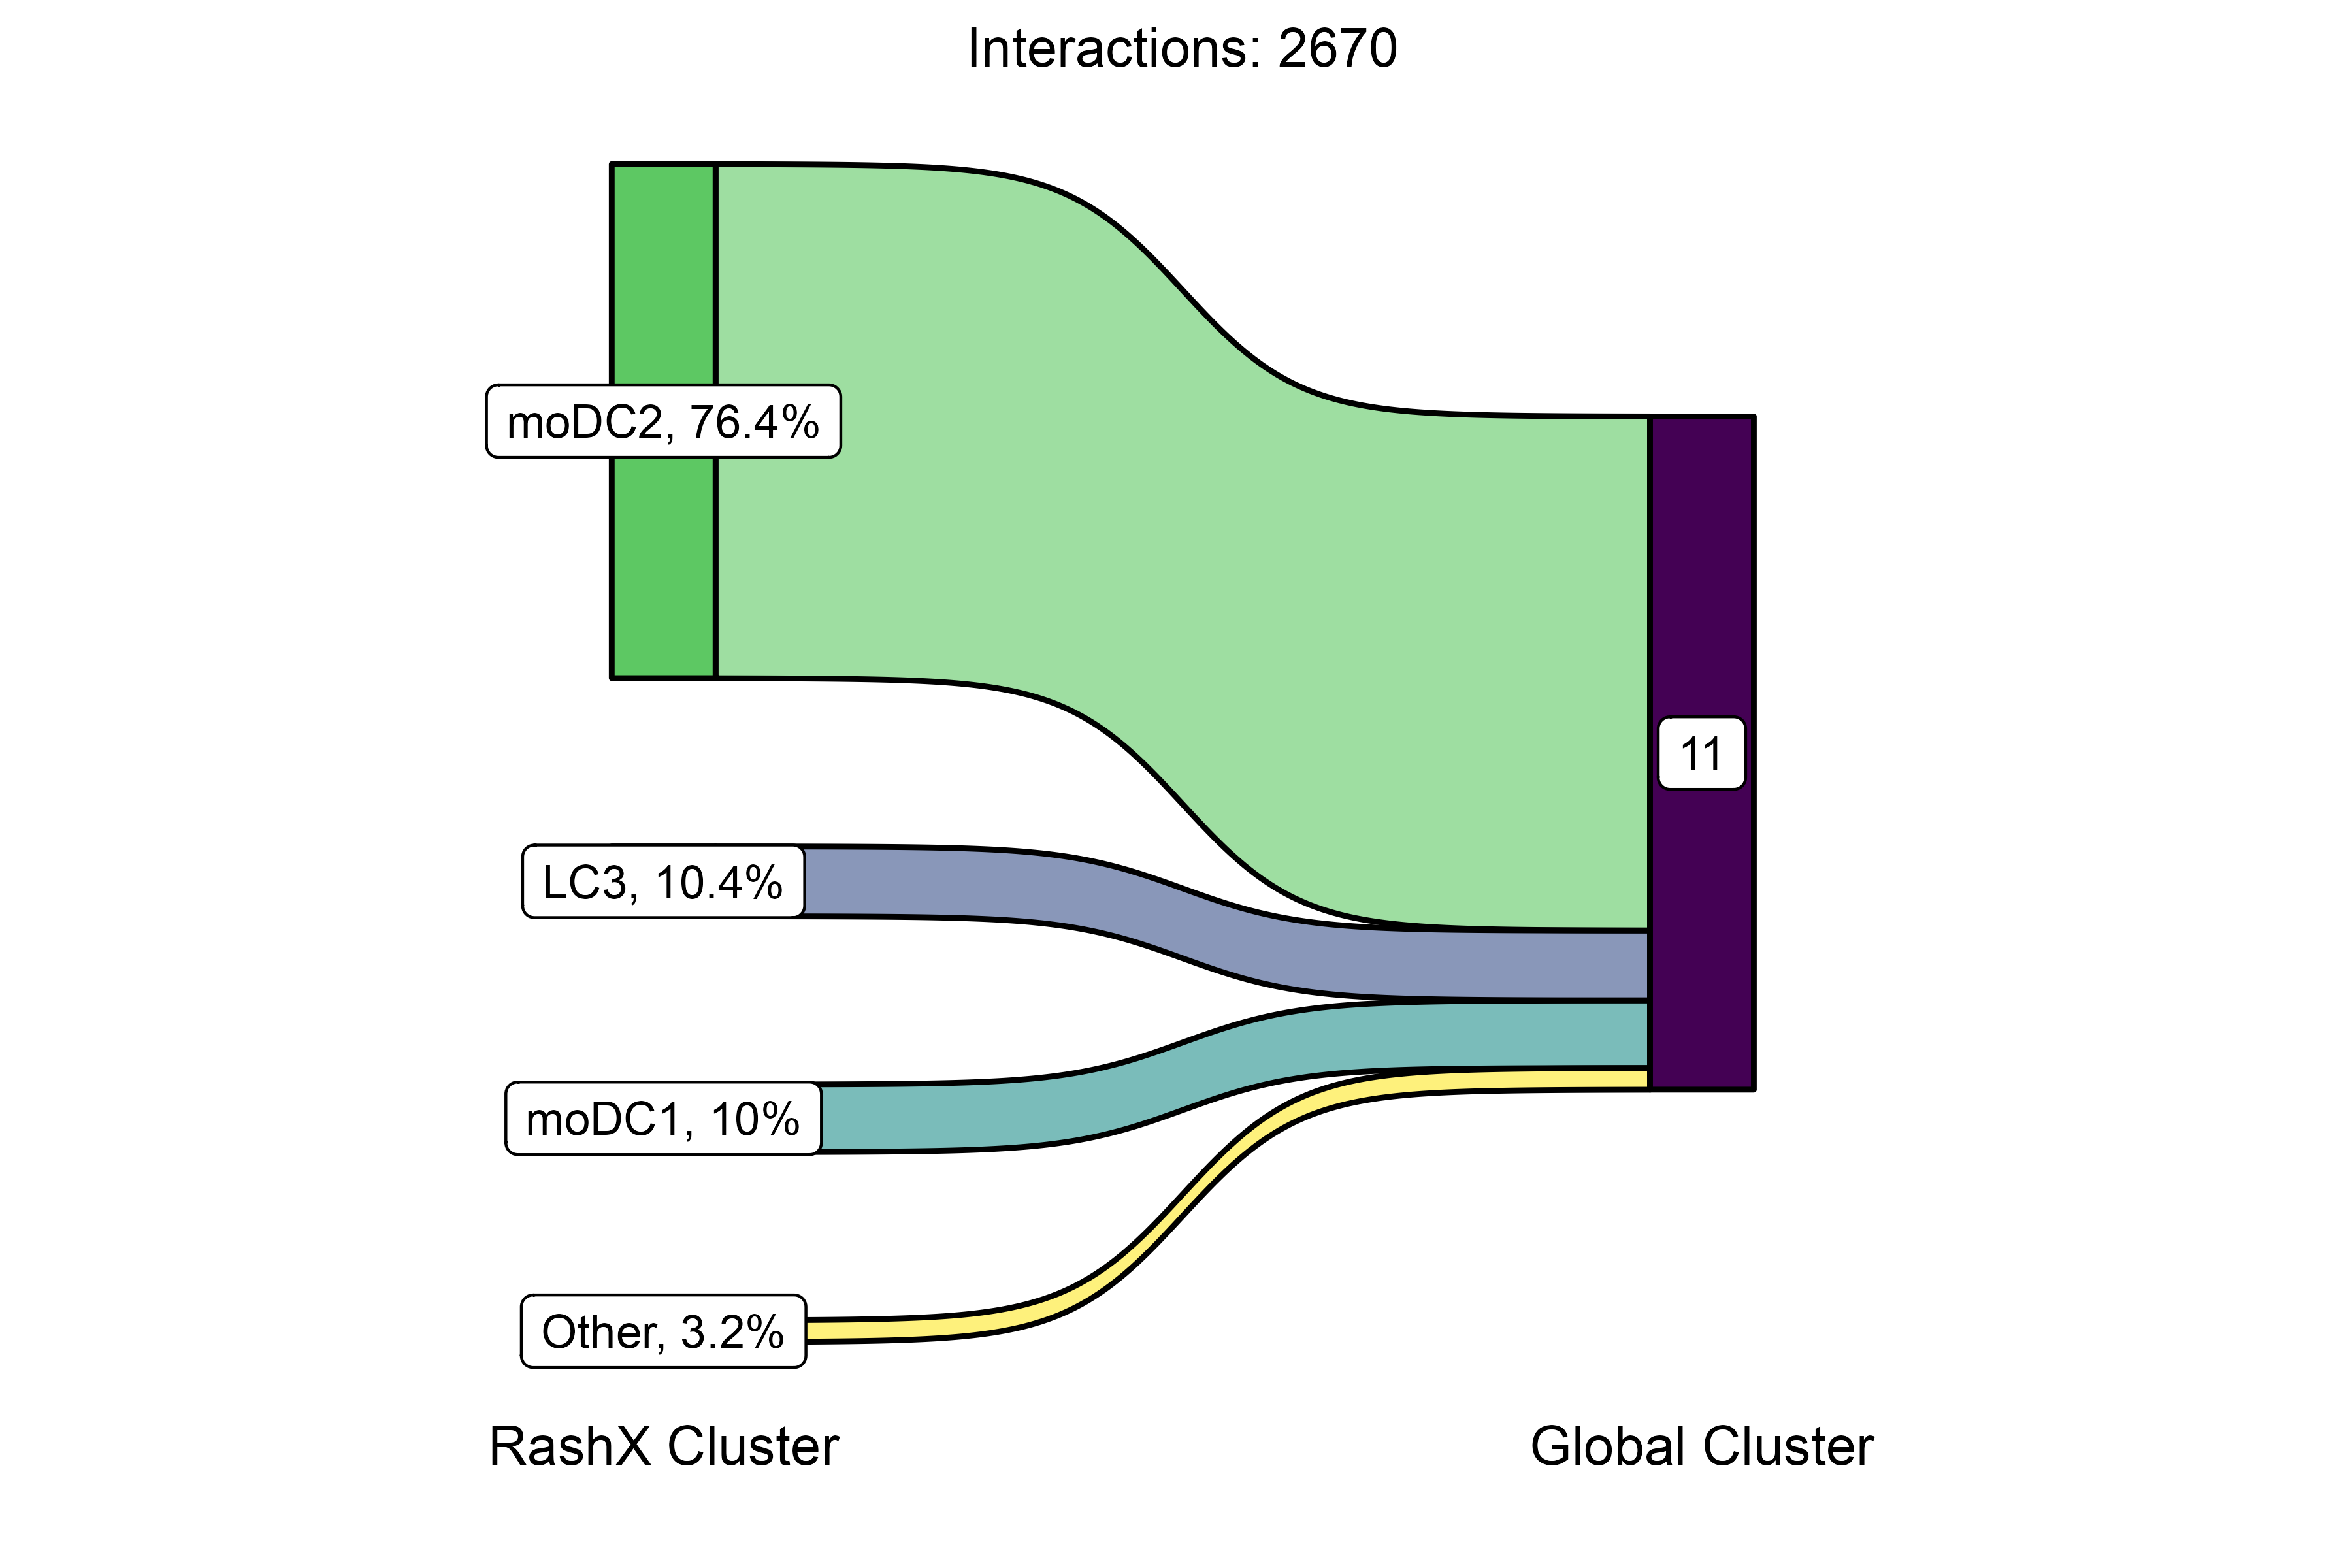 Interactions: 2670
moDC2, 76.4%
11
LC3, 10.4%
moDC1, 10%
Other, 3.2%
RashX Cluster
Global Cluster